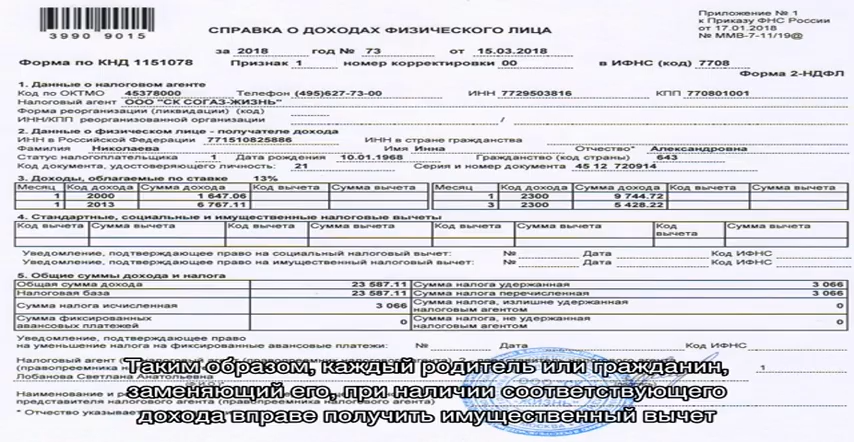 3990 9015
Приложение № 1
к Приказу ФНС России
от 17.01.2018
№ ММВ-7-11/19@
СПРАВКА О ДОХОДАХ ФИЗИЧЕСКОГО ЛИЦА
за 2018 год № 73 от 15.03.2018
Форма по КНД 1151078 Признак 1 номер корректировки 00 в ИФНС (код) 7708
Форма 2-НДФЛ
1. Данные о налоговом агенте
Код по ОКТМО 45378000 Телефон (495)627-73-00 ИНН 7729503816 КПП 770801001
Налоговый агент ООО "СК СОГАЗ-ЖИЗНЬ"
Форма реорганизации (ликвидации) (код)
ИНН/КПП реорганизованной организации /
2. Данные о физическом лице - получателе дохода
ИНН в Российской Федерации 771510825886 ИНН в стране гражданства
Фамилия Николаева Имя Инна Отчество* Александровна
Статус налогоплательщика 1 Дата рождения 10.01.1968 Гражданство (код страны) 643
Код документа, удостоверяющего личность: 21 Серия и номер документа 45 12 720914
3. Доходы, облагаемые по ставке 13%
Месяц Код дохода Сумма дохода Код вычета Сумма вычета Месяц Код дохода Сумма дохода Код вычета Сумма вычета
1 2000 1 647.06 1 2300 9 744.72
1 2013 6 767.11 3 2300 5 428.22
4. Стандартные, социальные и имущественные налоговые вычеты
Код вычета Сумма вычета Код вычета Сумма вычета Код вычета Сумма вычета Код вычета Сумма вычета
Уведомление, подтверждающее право на социальный налоговый вычет: № Дата Код ИФНС
Уведомление, подтверждающее право на имущественный налоговый вычет: № Дата Код ИФНС
5. Общие суммы дохода и налога
Общая сумма дохода 23 587.11 Сумма налога удержанная 3 066
Налоговая база 23 587.11 Сумма налога перечисленная 3 066
Сумма налога исчисленная 3 066 Сумма налога, излишне удержанная налоговым агентом 0
Сумма фиксированных авансовых платежей 0 Сумма налога, не удержанная налоговым агентом 0
Уведомление, подтверждающее право
на уменьшение налога на фиксированные авансовые платежи: № Дата Код ИФНС
Налоговый агент
1
Лобанова Светлана Анатольевна
Таким образом, каждый родитель или гражданин,
заменяющий его, при наличии соответствующего
дохода вправе получить имущественный вычет
Наименование и
представителя налогового агента
* Отчество указывается